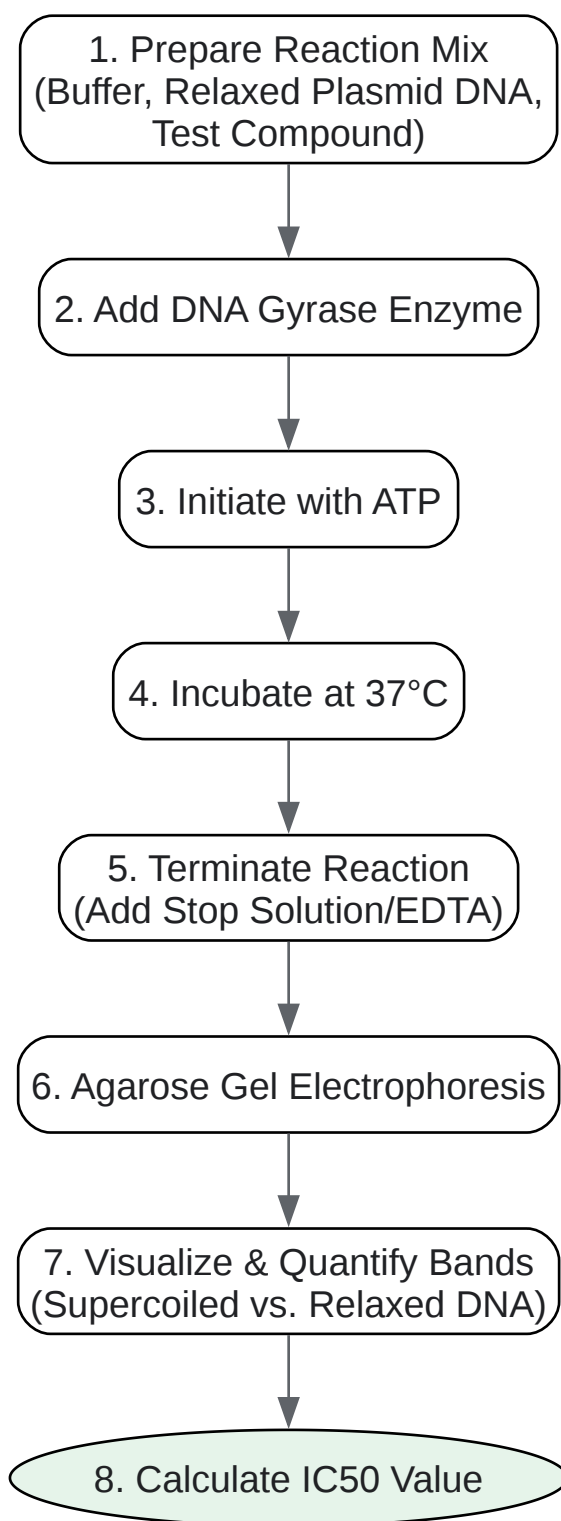 1. Prepare Reaction Mix
(Buffer, Relaxed Plasmid DNA,
Test Compound)
2. Add DNA Gyrase Enzyme
3. Initiate with ATP
4. Incubate at 37°C
5. Terminate Reaction
(Add Stop Solution/EDTA)
6. Agarose Gel Electrophoresis
7. Visualize & Quantify Bands
(Supercoiled vs. Relaxed DNA)
8. Calculate IC50 Value